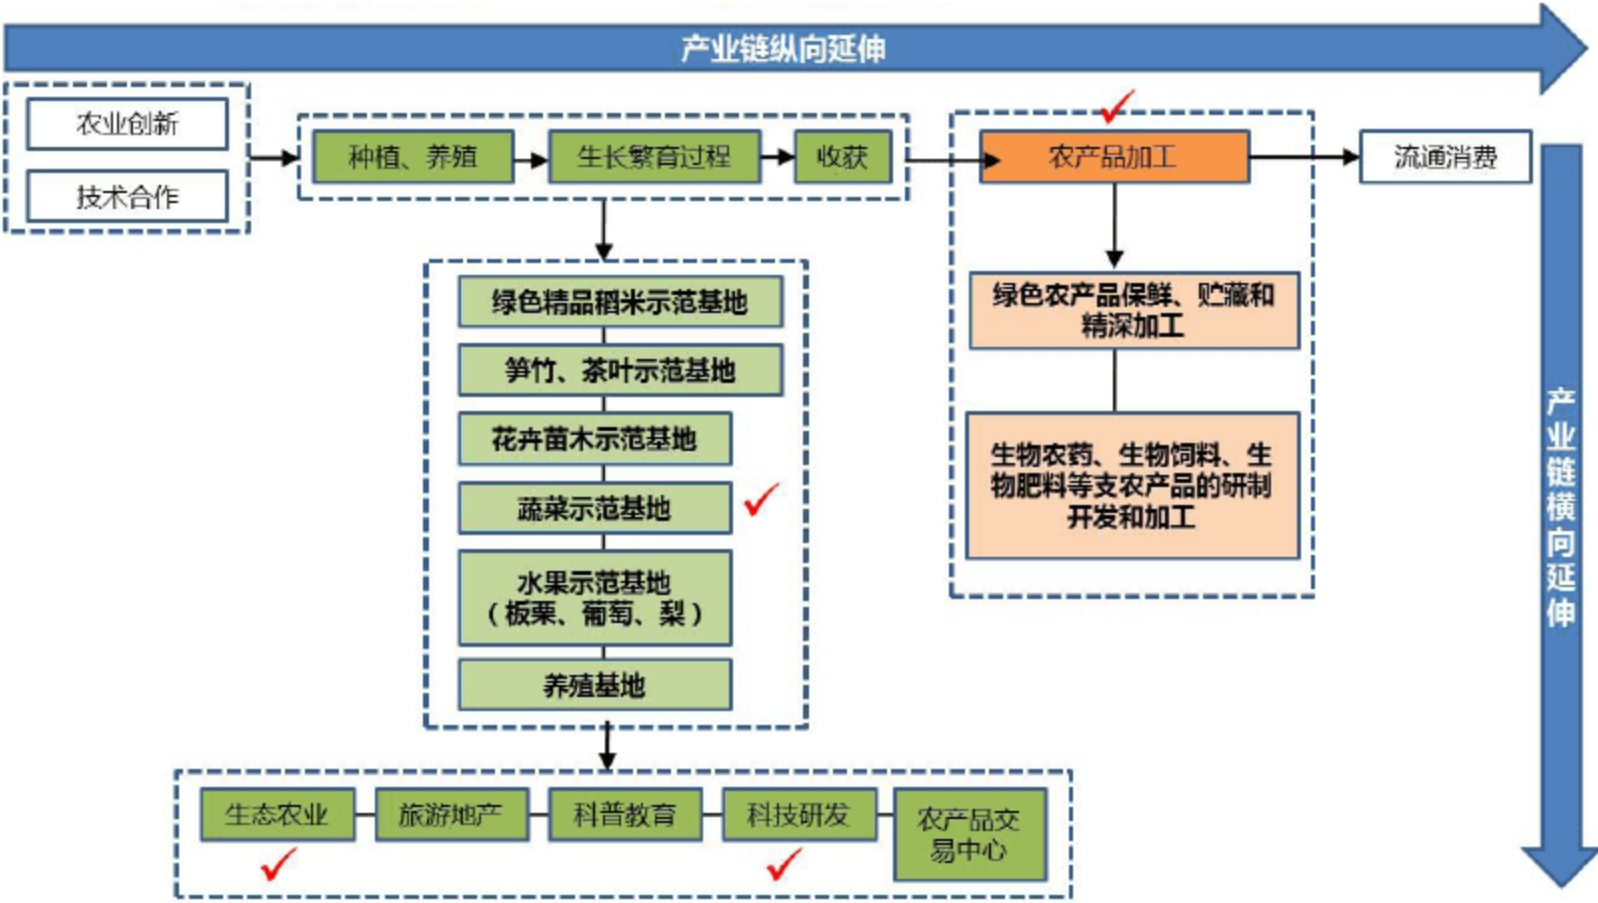 产业链纵向延伸
农业创新
技术合作
种植、养殖
生长繁育过程
收获
农产品加工
流通消费
绿色精品稻米示范基地
笋竹、茶叶示范基地
花卉苗木示范基地
蔬菜示范基地
水果示范基地
（板栗、葡萄、梨）
养殖基地
绿色农产品保鲜、贮藏和
精深加工
生物农药、生物饲料、生
物肥料等支农产品的研制
开发和加工
产业链横向延伸
生态农业
旅游地产
科普教育
科技研发
农产品交
易中心